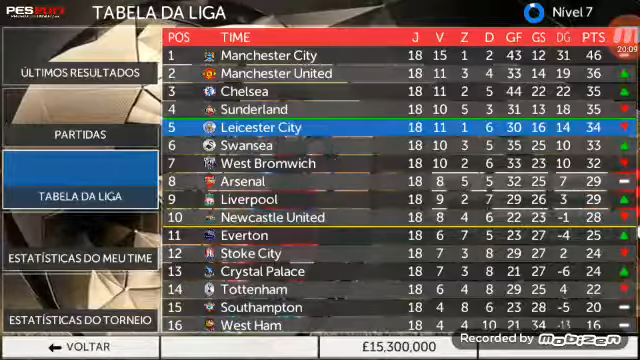 PES HUD
TABELA DA LIGA
Nível 7
20:09
ÚLTIMOS RESULTADOS
PARTIDAS
TABELA DA LIGA
ESTATÍSTICAS DO MEU TIME
ESTATÍSTICAS DO TORNEIO
POS TIME J V Z D GF GS DG PTS
1 Manchester City 18 15 1 2 43 12 31 46
2 Manchester United 18 11 3 4 33 14 19 36
3 Chelsea 18 11 2 5 44 22 22 35
4 Sunderland 18 10 5 3 31 13 18 35
5 Leicester City 18 11 1 6 30 16 14 34
6 Swansea 18 10 3 5 35 25 10 33
7 West Bromwich 18 10 2 6 33 23 10 32
8 Arsenal 18 8 5 5 32 25 7 29
9 Liverpool 18 9 2 7 29 26 3 29
10 Newcastle United 18 8 4 6 22 23 -1 28
11 Everton 18 6 7 5 23 27 -4 25
12 Stoke City 18 7 3 8 29 27 2 24
13 Crystal Palace 18 7 3 8 21 27 -6 24
14 Tottenham 18 6 4 8 29 25 4 22
15 Southampton 18 4 8 6 23 28 -5 20
16 West Ham 18 4 4 10 21 34 -13 16
VOLTAR
£15,300,000
Recorded by MOBIZEN